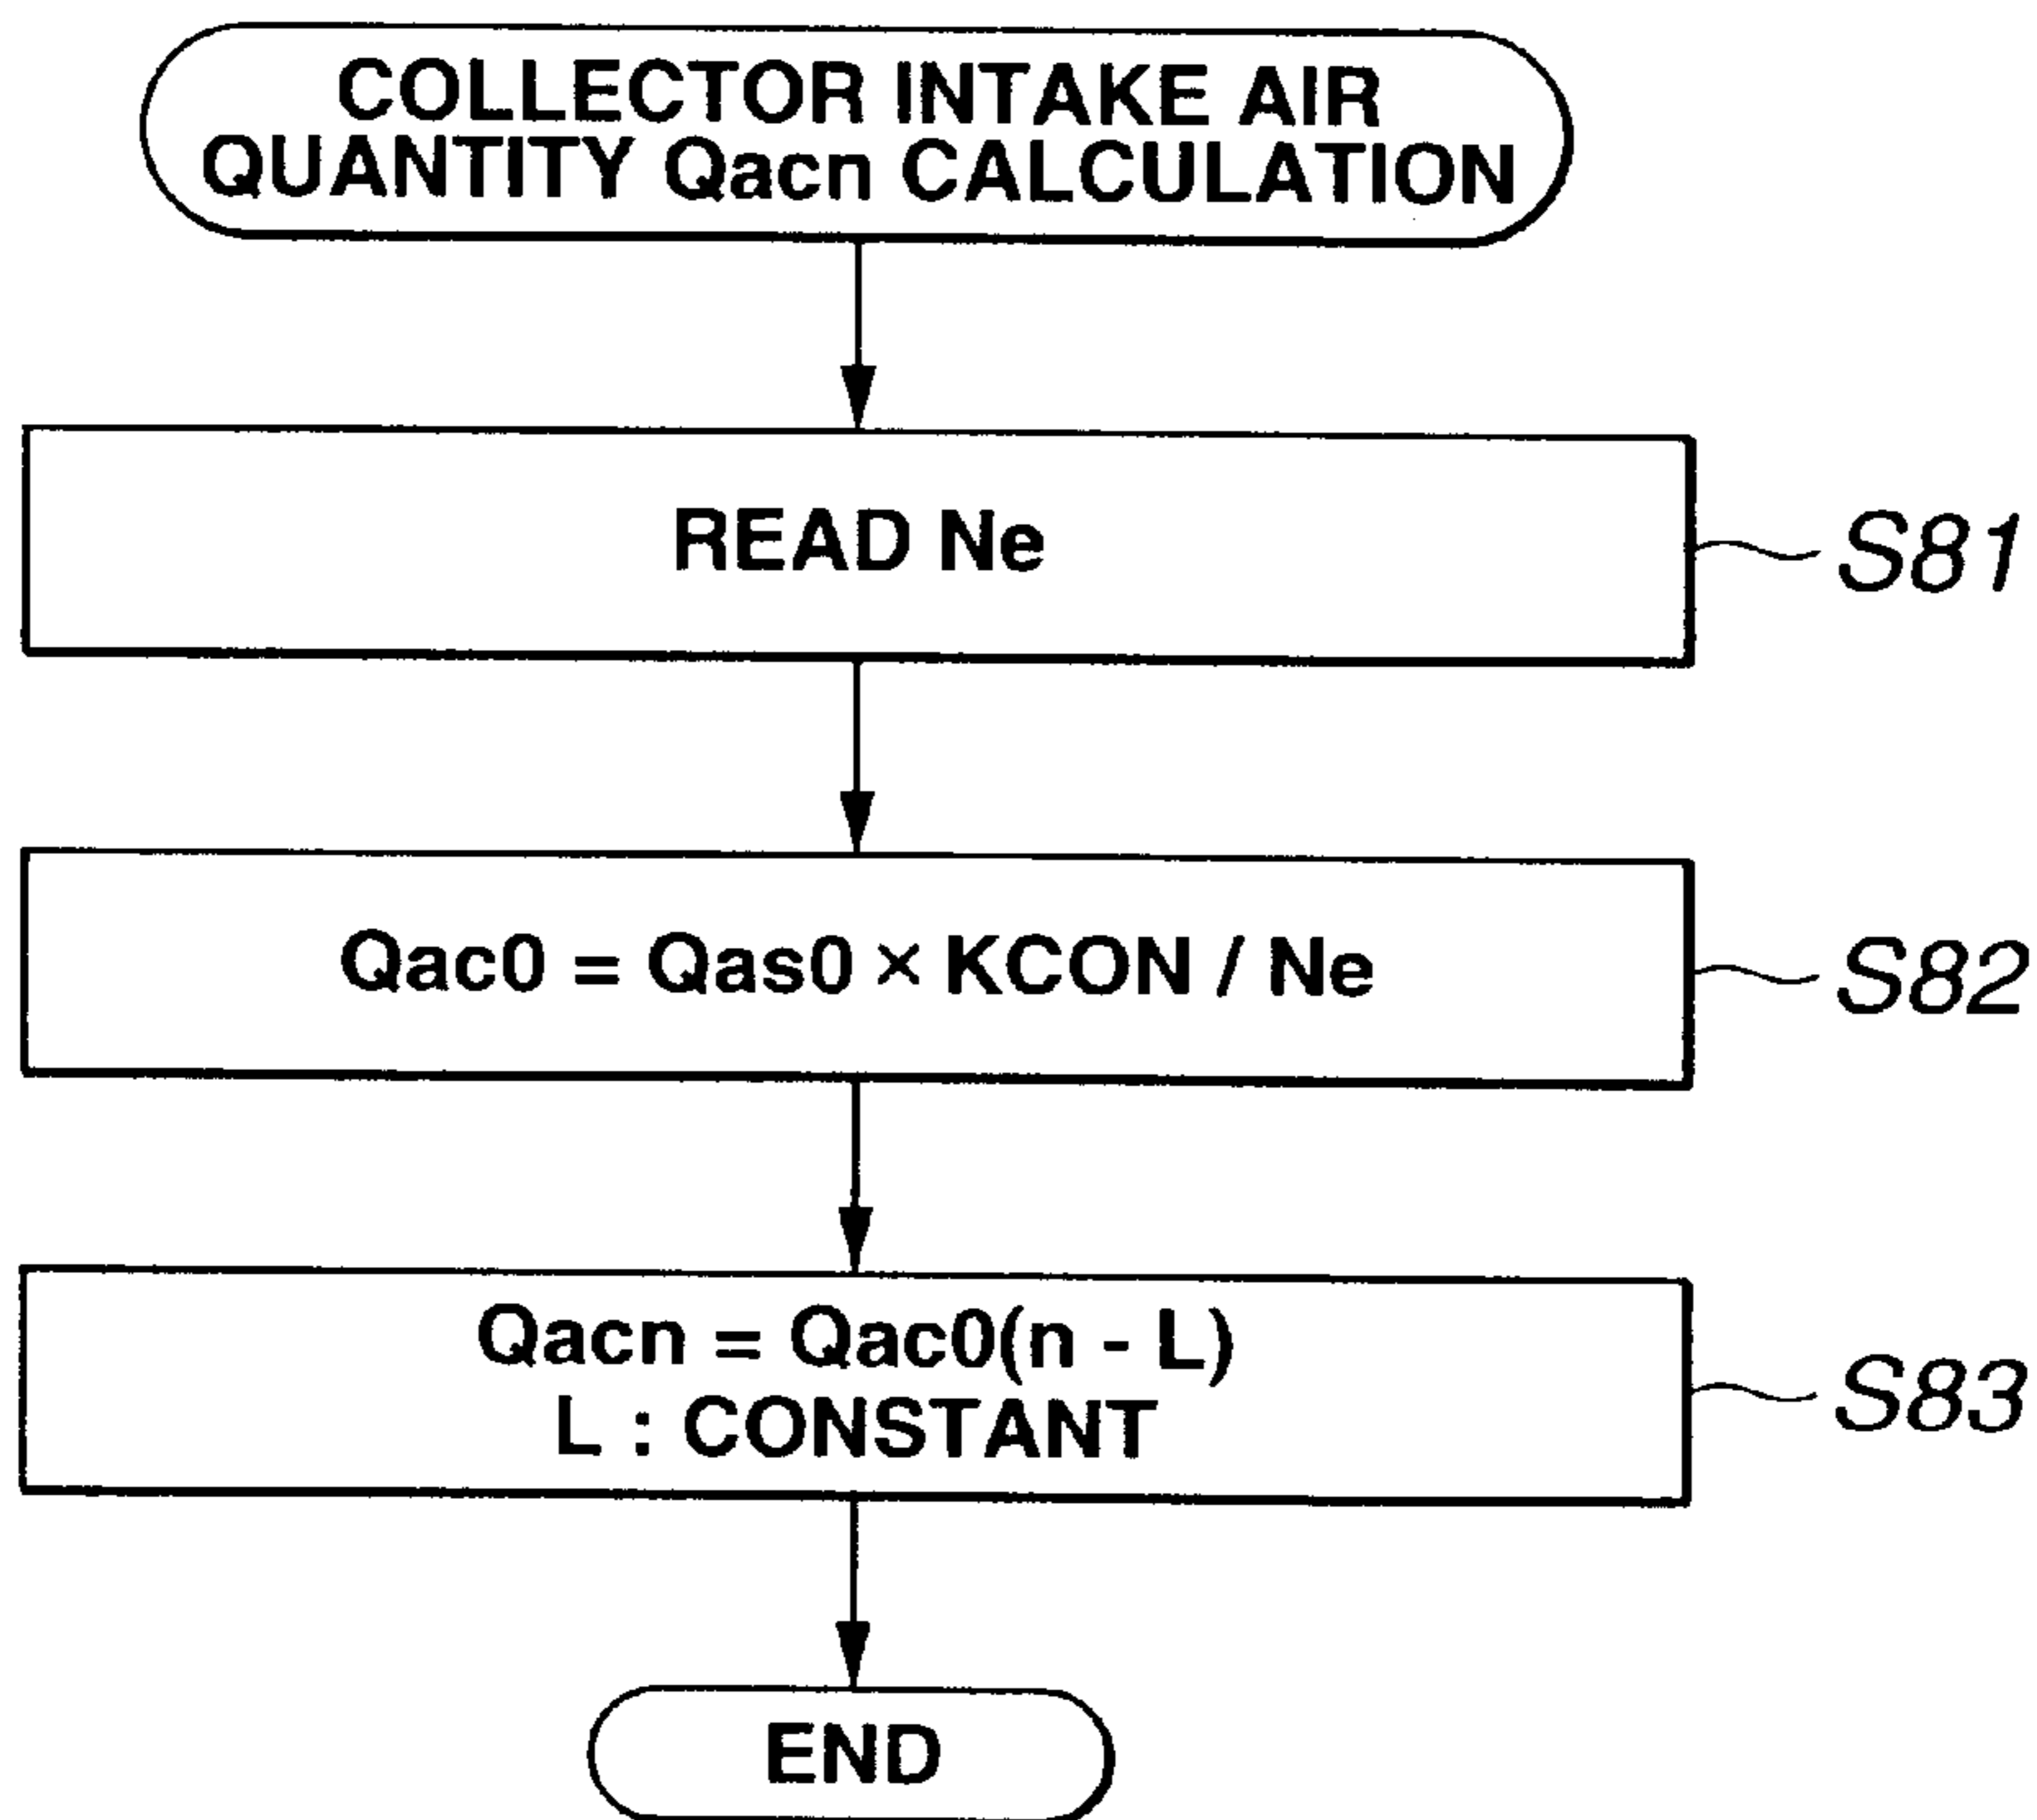 COLLECTOR INTAKE AIR
QUANTITY Qacn CALCULATION
READ Ne
S81
Qac0 = Qas0 × KCON / Ne
S82
Qacn = Qac0(n - L)
L : CONSTANT
S83
END